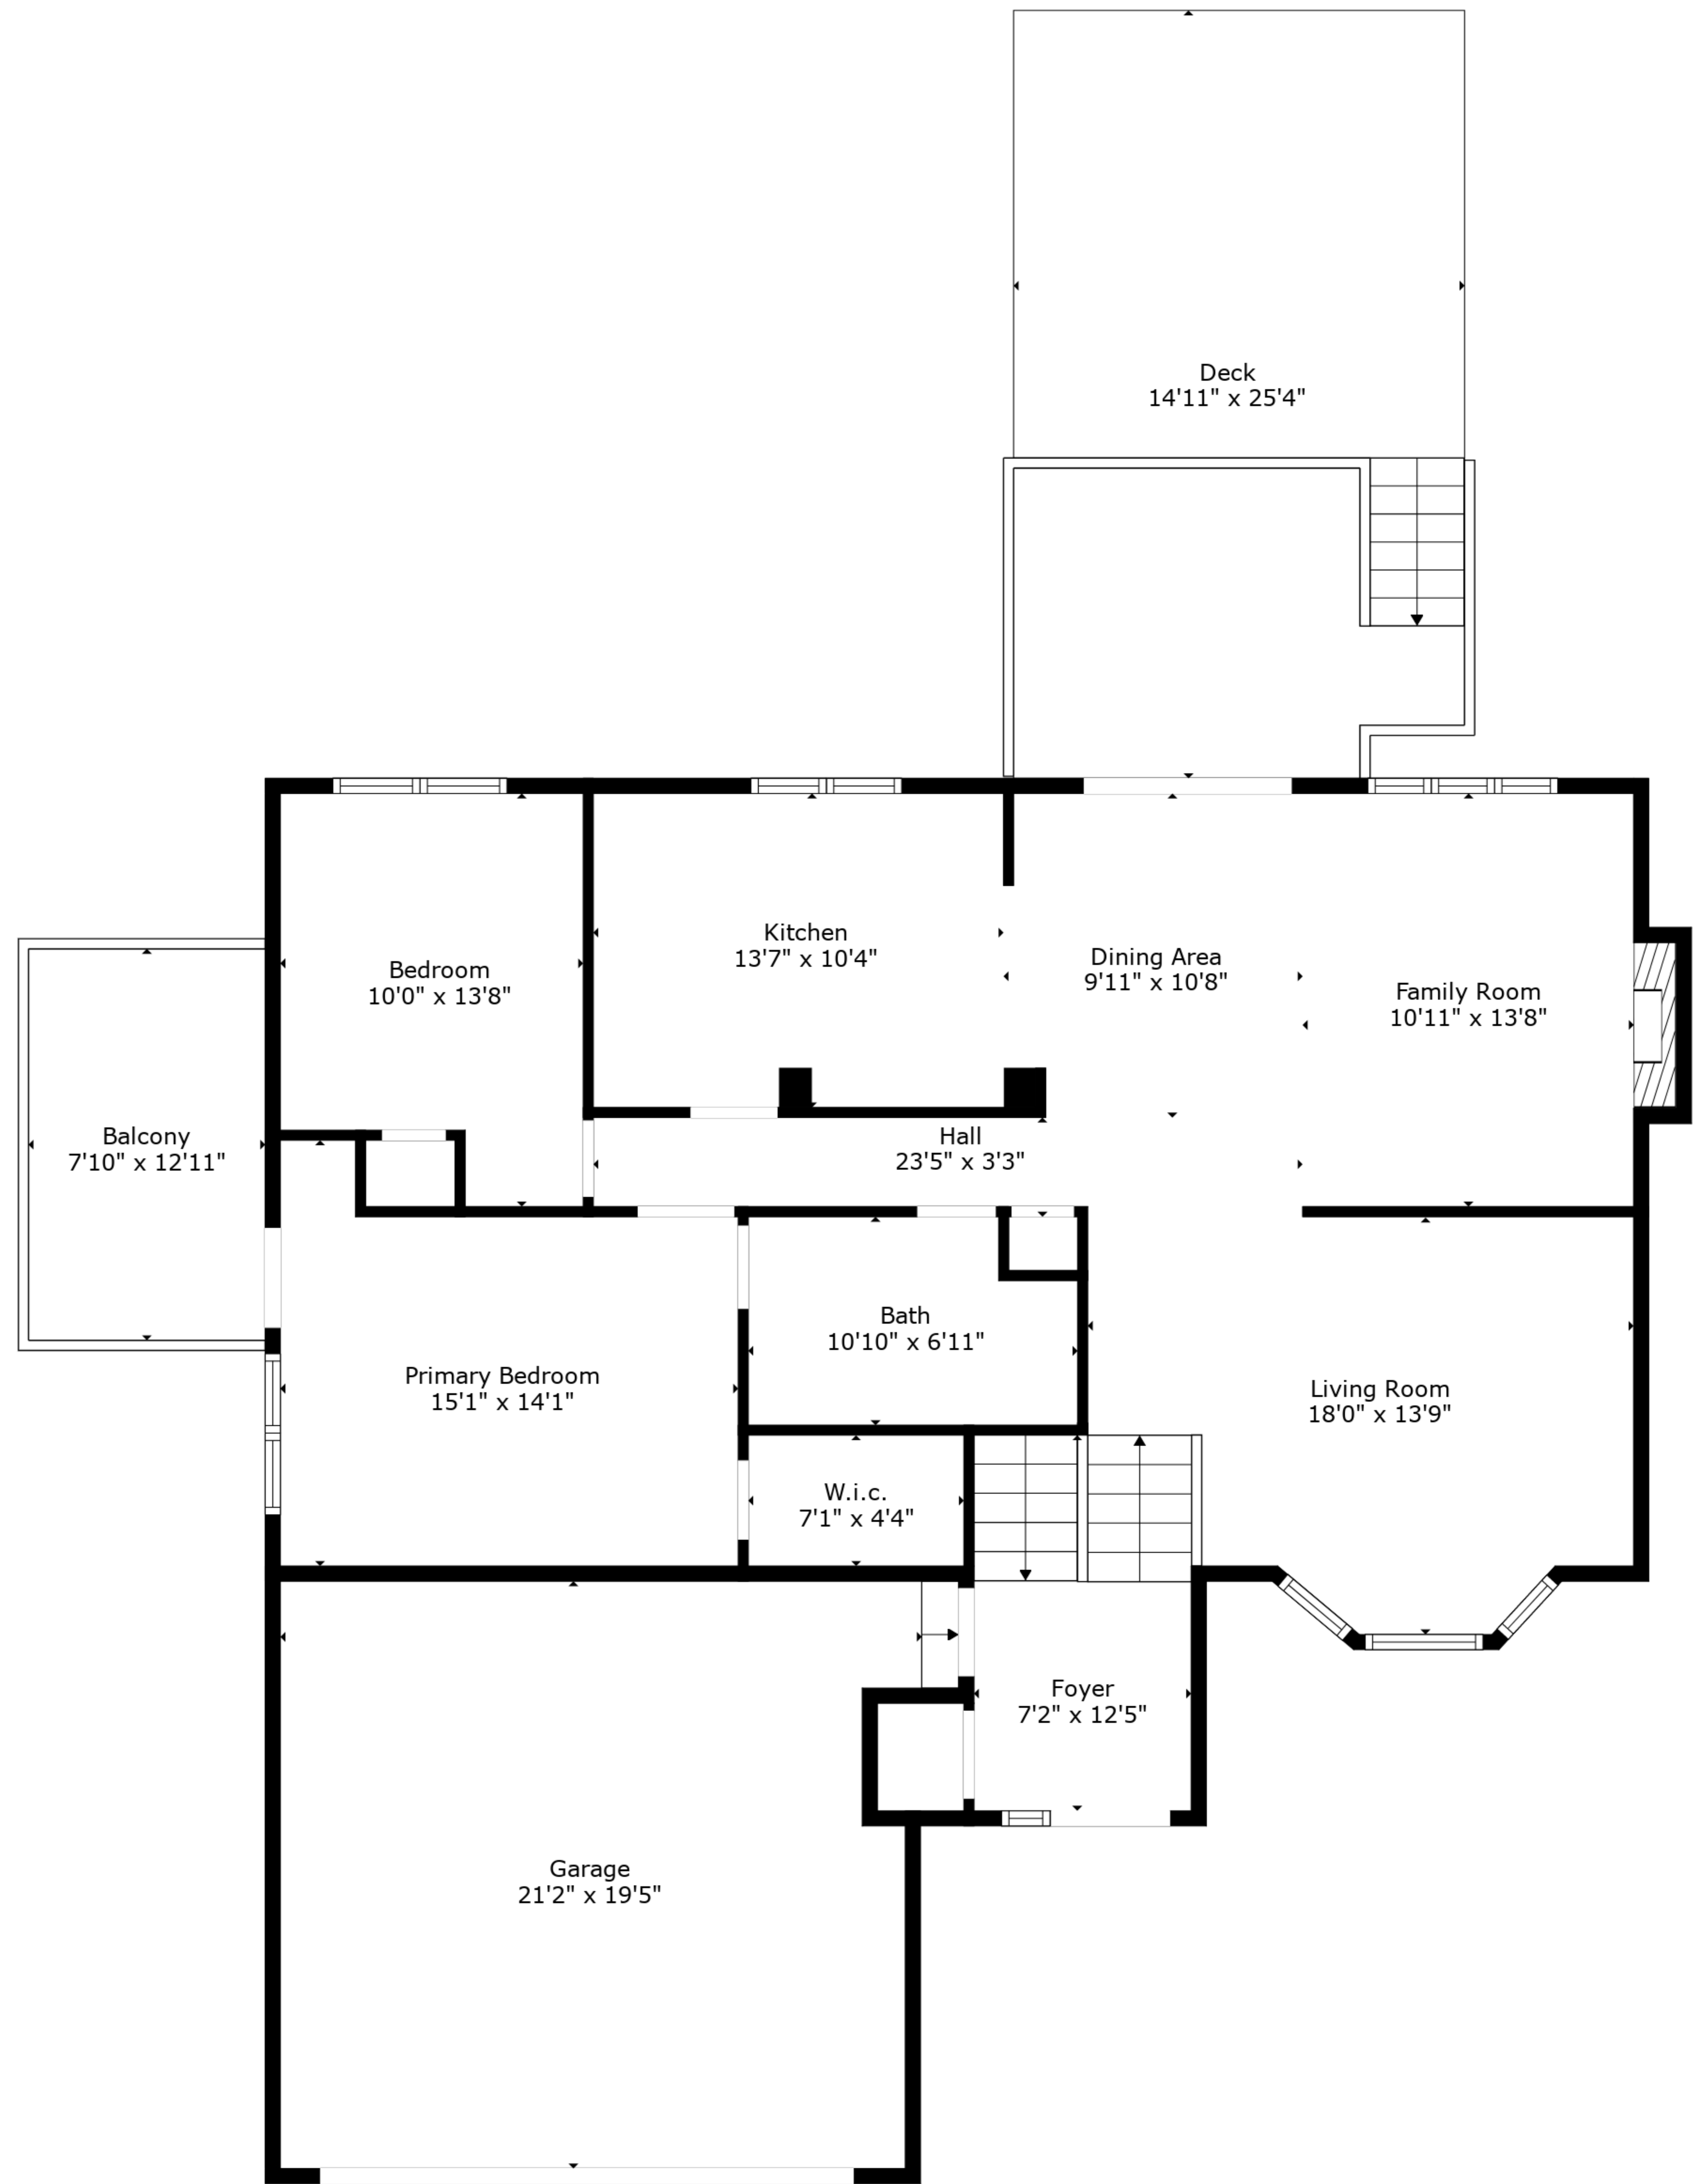 Deck
14'11" x 25'4"
Kitchen
13'7" x 10'4"
Dining Area
9'11" x 10'8"
Bedroom
10'0" x 13'8"
Family Room
10'11" x 13'8"
Balcony
7'10" x 12'11"
Hall
23'5" x 3'3"
Bath
10'10" x 6'11"
Primary Bedroom
15'1" x 14'1"
Living Room
18'0" x 13'9"
W.i.c.
7'1" x 4'4"
Foyer
7'2" x 12'5"
Garage
21'2" x 19'5"